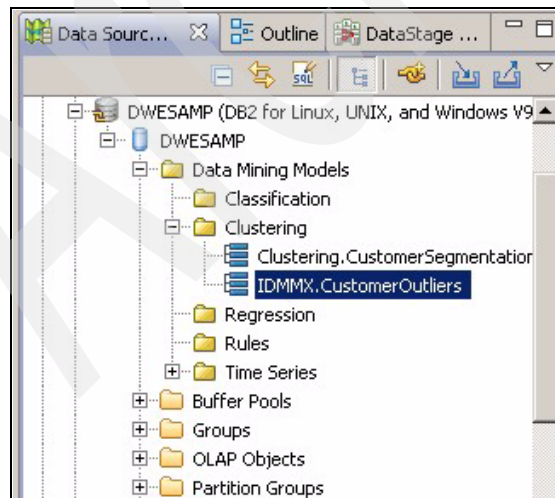 Data Sourc... Outline DataStage ...
SQL
DWESAMP (DB2 for Linux, UNIX, and Windows V9
DWESAMP
Data Mining Models
Classification
Clustering
Clustering.CustomerSegmentation
IDMMX.CustomerOutliers
Regression
Rules
Time Series
Buffer Pools
Groups
OLAP Objects
Partition Groups